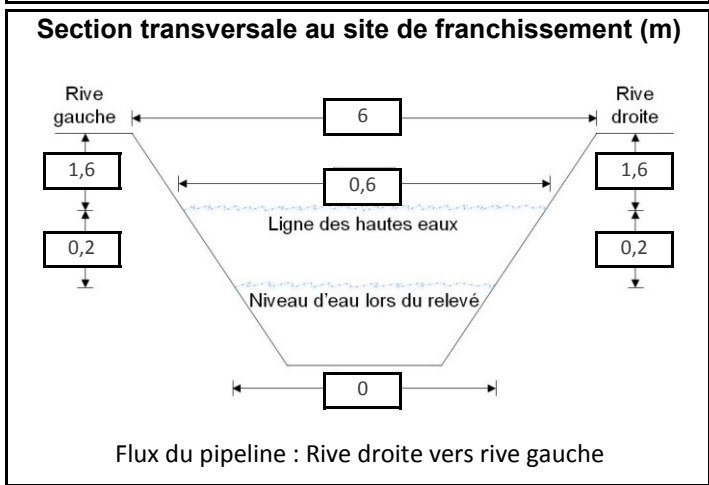 Section transversale au site de franchissement (m)
Rive gauche
Rive droite
6
1,6
0,6
1,6
Ligne des hautes eaux
0,2
0,2
Niveau d'eau lors du relevé
0
Flux du pipeline : Rive droite vers rive gauche